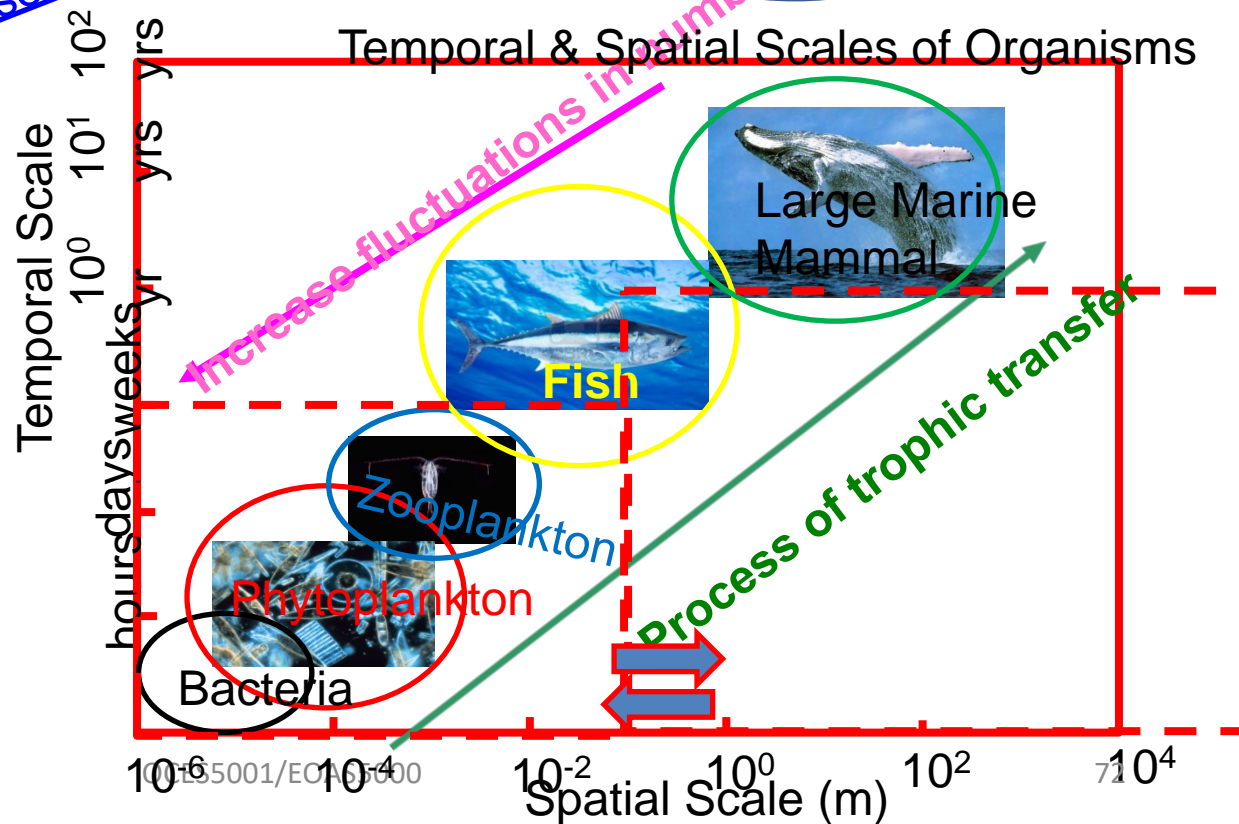 Temporal & Spatial Scales of Organisms
Increase fluctuations in numb
Temporal Scale
10² yrs
10¹ yrs
10⁰ yr
weeks
days
hours
Large Marine
Mammal
Fish
Zooplankton
Phytoplankton
Bacteria
Process of trophic transfer
10⁻⁶ 10⁻⁴ 10⁻² 10⁰ 10² 10⁴
Spatial Scale (m)
OCES5001/EOAS5000
72